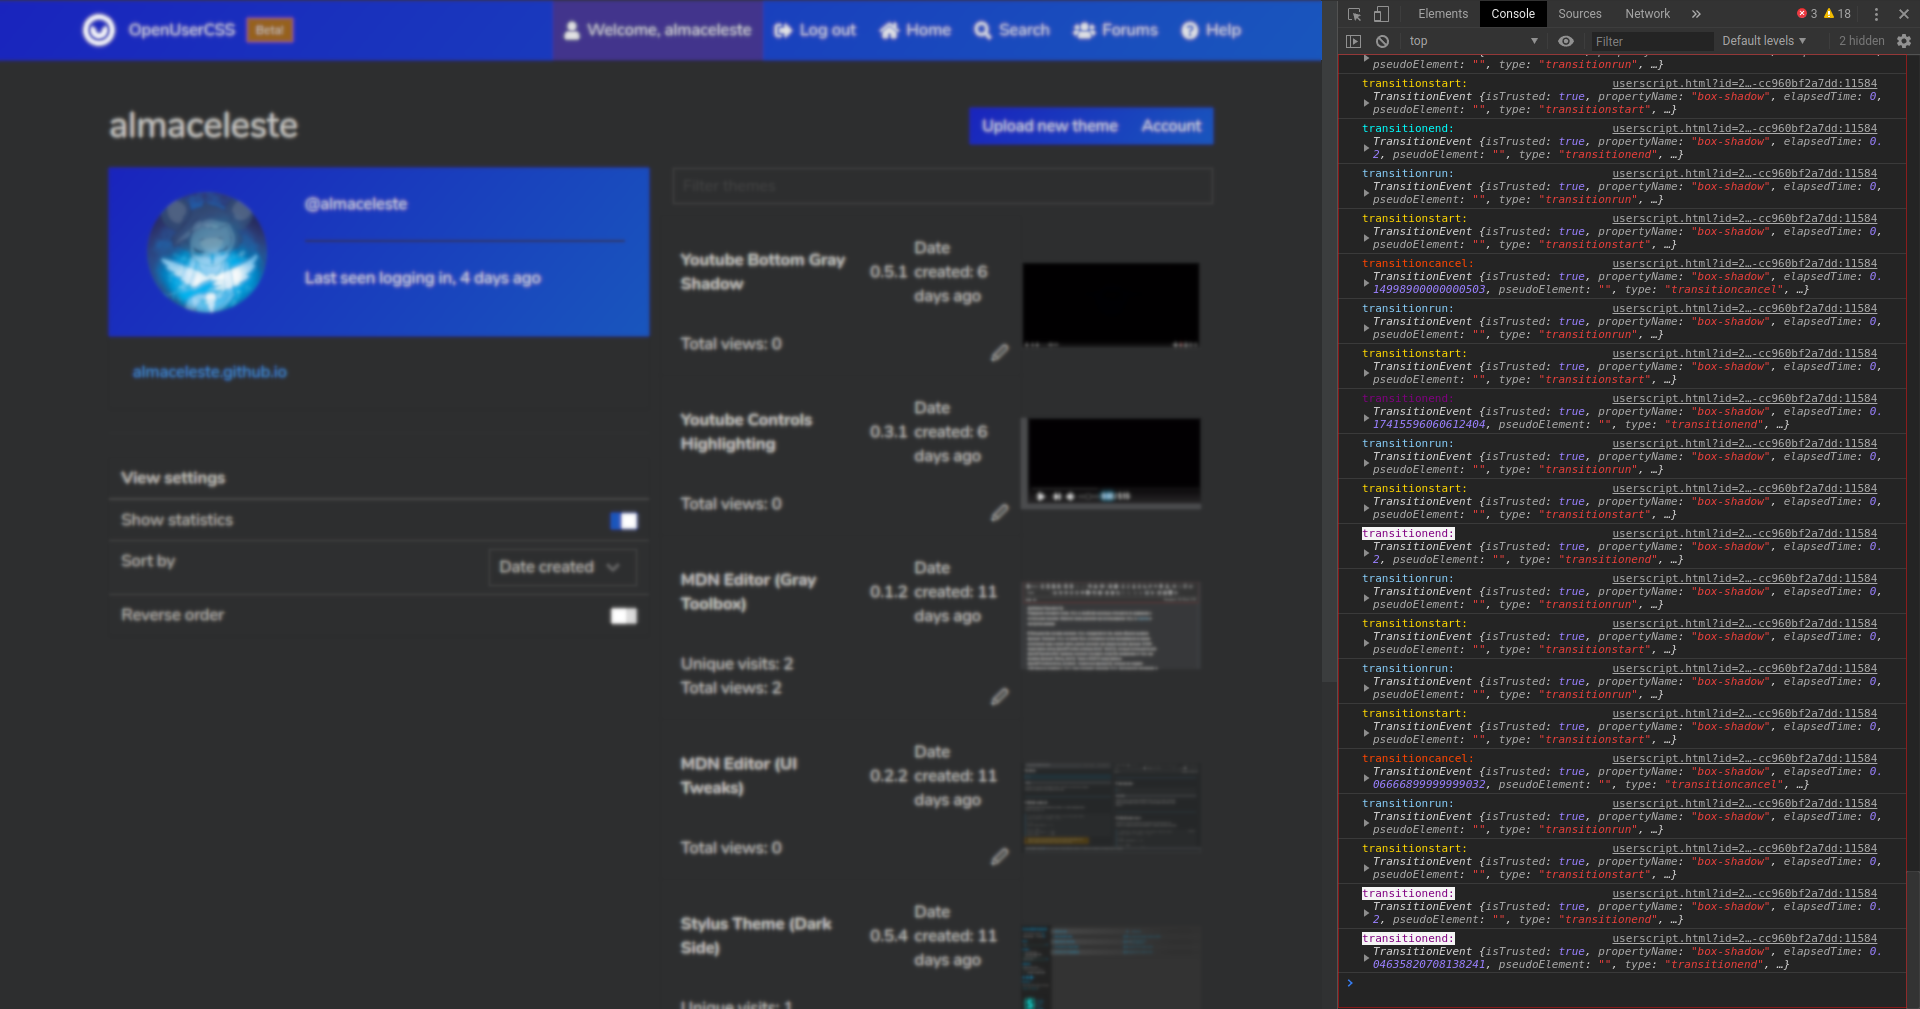 OpenUserCSS Beta
Welcome, almaceleste Log out Home Search Forums Help
almaceleste
Upload new theme Account
@almaceleste
Last seen logging in, 4 days ago
almaceleste.github.io
View settings
Show statistics
Sort by Date created
Reverse order
Filter themes
Youtube Bottom Gray Shadow
0.5.1
Date created: 6 days ago
Total views: 0
Youtube Controls Highlighting
0.3.1
Date created: 6 days ago
Total views: 0
MDN Editor (Gray Toolbox)
0.1.2
Date created: 11 days ago
Unique visits: 2
Total views: 2
MDN Editor (UI Tweaks)
0.2.2
Date created: 11 days ago
Total views: 0
Stylus Theme (Dark Side)
0.5.4
Date created: 11 days ago
Unique visits: 1
Elements Console Sources Network » 3 18
top Filter Default levels 2 hidden
pseudoElement: "", type: "transitionrun", …}
transitionstart: userscript.html?id=2…-cc960bf2a7dd:11584
TransitionEvent {isTrusted: true, propertyName: "box-shadow", elapsedTime: 0,
pseudoElement: "", type: "transitionstart", …}
transitionend: userscript.html?id=2…-cc960bf2a7dd:11584
TransitionEvent {isTrusted: true, propertyName: "box-shadow", elapsedTime: 0.
2, pseudoElement: "", type: "transitionend", …}
transitionrun: userscript.html?id=2…-cc960bf2a7dd:11584
TransitionEvent {isTrusted: true, propertyName: "box-shadow", elapsedTime: 0,
pseudoElement: "", type: "transitionrun", …}
transitionstart: userscript.html?id=2…-cc960bf2a7dd:11584
TransitionEvent {isTrusted: true, propertyName: "box-shadow", elapsedTime: 0,
pseudoElement: "", type: "transitionstart", …}
transitioncancel: userscript.html?id=2…-cc960bf2a7dd:11584
TransitionEvent {isTrusted: true, propertyName: "box-shadow", elapsedTime: 0.
14998900000000503, pseudoElement: "", type: "transitioncancel", …}
transitionrun: userscript.html?id=2…-cc960bf2a7dd:11584
TransitionEvent {isTrusted: true, propertyName: "box-shadow", elapsedTime: 0,
pseudoElement: "", type: "transitionrun", …}
transitionstart: userscript.html?id=2…-cc960bf2a7dd:11584
TransitionEvent {isTrusted: true, propertyName: "box-shadow", elapsedTime: 0,
pseudoElement: "", type: "transitionstart", …}
transitionend: userscript.html?id=2…-cc960bf2a7dd:11584
TransitionEvent {isTrusted: true, propertyName: "box-shadow", elapsedTime: 0.
17415596060612404, pseudoElement: "", type: "transitionend", …}
transitionrun: userscript.html?id=2…-cc960bf2a7dd:11584
TransitionEvent {isTrusted: true, propertyName: "box-shadow", elapsedTime: 0,
pseudoElement: "", type: "transitionrun", …}
transitionstart: userscript.html?id=2…-cc960bf2a7dd:11584
TransitionEvent {isTrusted: true, propertyName: "box-shadow", elapsedTime: 0,
pseudoElement: "", type: "transitionstart", …}
transitionend: userscript.html?id=2…-cc960bf2a7dd:11584
TransitionEvent {isTrusted: true, propertyName: "box-shadow", elapsedTime: 0.
2, pseudoElement: "", type: "transitionend", …}
transitionrun: userscript.html?id=2…-cc960bf2a7dd:11584
TransitionEvent {isTrusted: true, propertyName: "box-shadow", elapsedTime: 0,
pseudoElement: "", type: "transitionrun", …}
transitionstart: userscript.html?id=2…-cc960bf2a7dd:11584
TransitionEvent {isTrusted: true, propertyName: "box-shadow", elapsedTime: 0,
pseudoElement: "", type: "transitionstart", …}
transitionrun: userscript.html?id=2…-cc960bf2a7dd:11584
TransitionEvent {isTrusted: true, propertyName: "box-shadow", elapsedTime: 0,
pseudoElement: "", type: "transitionrun", …}
transitionstart: userscript.html?id=2…-cc960bf2a7dd:11584
TransitionEvent {isTrusted: true, propertyName: "box-shadow", elapsedTime: 0,
pseudoElement: "", type: "transitionstart", …}
transitioncancel: userscript.html?id=2…-cc960bf2a7dd:11584
TransitionEvent {isTrusted: true, propertyName: "box-shadow", elapsedTime: 0.
06666899999999032, pseudoElement: "", type: "transitioncancel", …}
transitionrun: userscript.html?id=2…-cc960bf2a7dd:11584
TransitionEvent {isTrusted: true, propertyName: "box-shadow", elapsedTime: 0,
pseudoElement: "", type: "transitionrun", …}
transitionstart: userscript.html?id=2…-cc960bf2a7dd:11584
TransitionEvent {isTrusted: true, propertyName: "box-shadow", elapsedTime: 0,
pseudoElement: "", type: "transitionstart", …}
transitionend: userscript.html?id=2…-cc960bf2a7dd:11584
TransitionEvent {isTrusted: true, propertyName: "box-shadow", elapsedTime: 0.
2, pseudoElement: "", type: "transitionend", …}
transitionend: userscript.html?id=2…-cc960bf2a7dd:11584
TransitionEvent {isTrusted: true, propertyName: "box-shadow", elapsedTime: 0.
04635820708138241, pseudoElement: "", type: "transitionend", …}